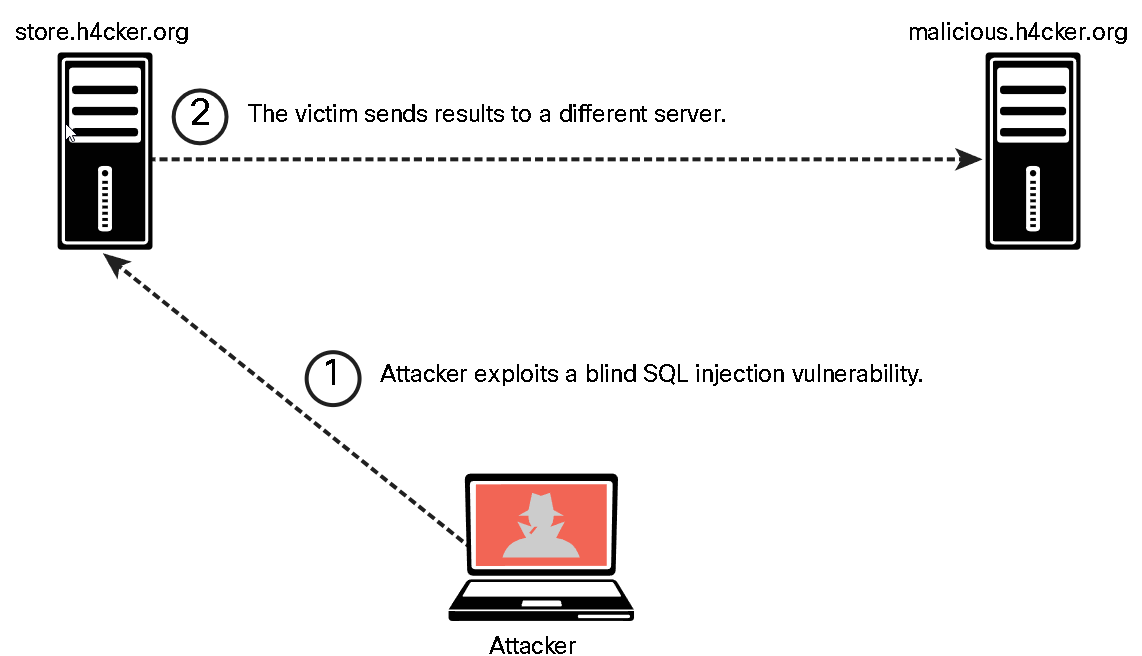 store.h4cker.org
malicious.h4cker.org
2
The victim sends results to a different server.
1
Attacker exploits a blind SQL injection vulnerability.
Attacker